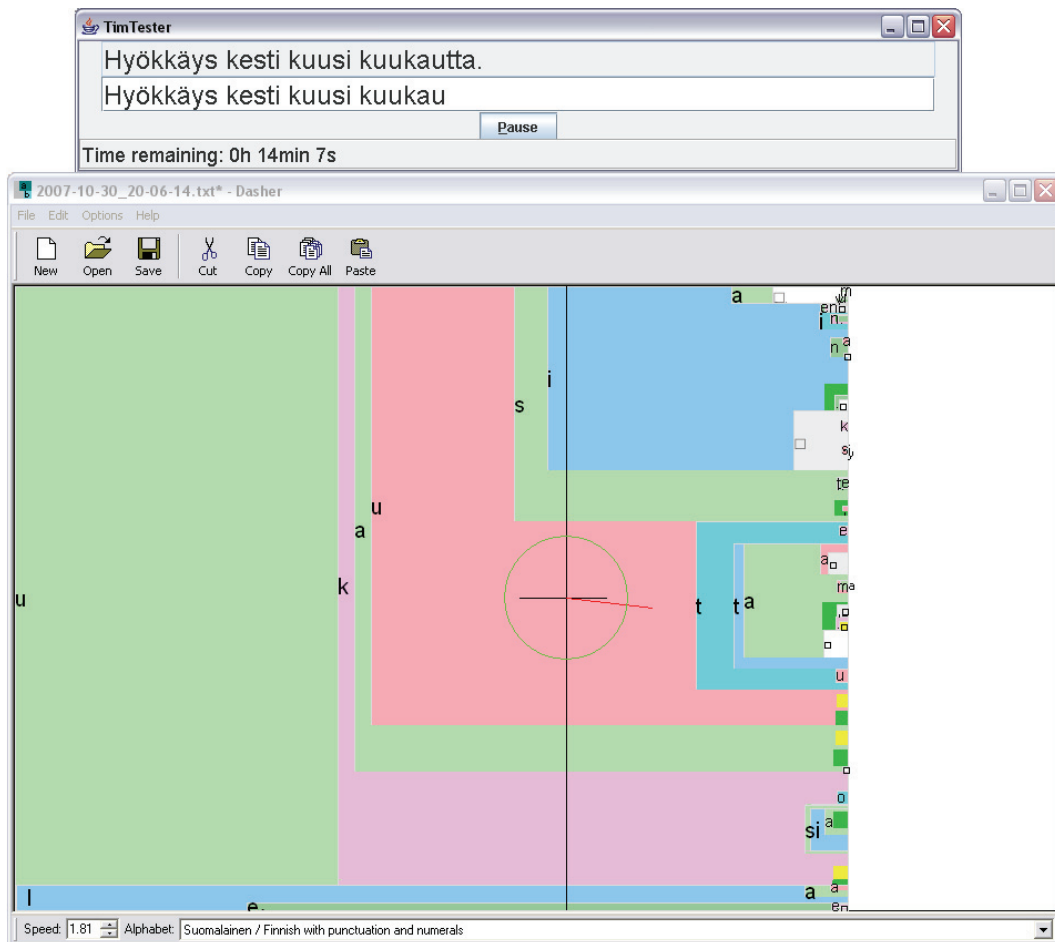 TimTester
Hyökkäys kesti kuusi kuukautta.
Hyökkäys kesti kuusi kuukau
Pause
Time remaining: 0h 14min 7s
2007-10-30_20-06-14.txt* - Dasher
File Edit Options Help
New Open Save Cut Copy Copy All Paste
a
i
s
u
a
k
u
t t a
si a
l e a a
Speed: 1.81 Alphabet: Suomalainen / Finnish with punctuation and numerals